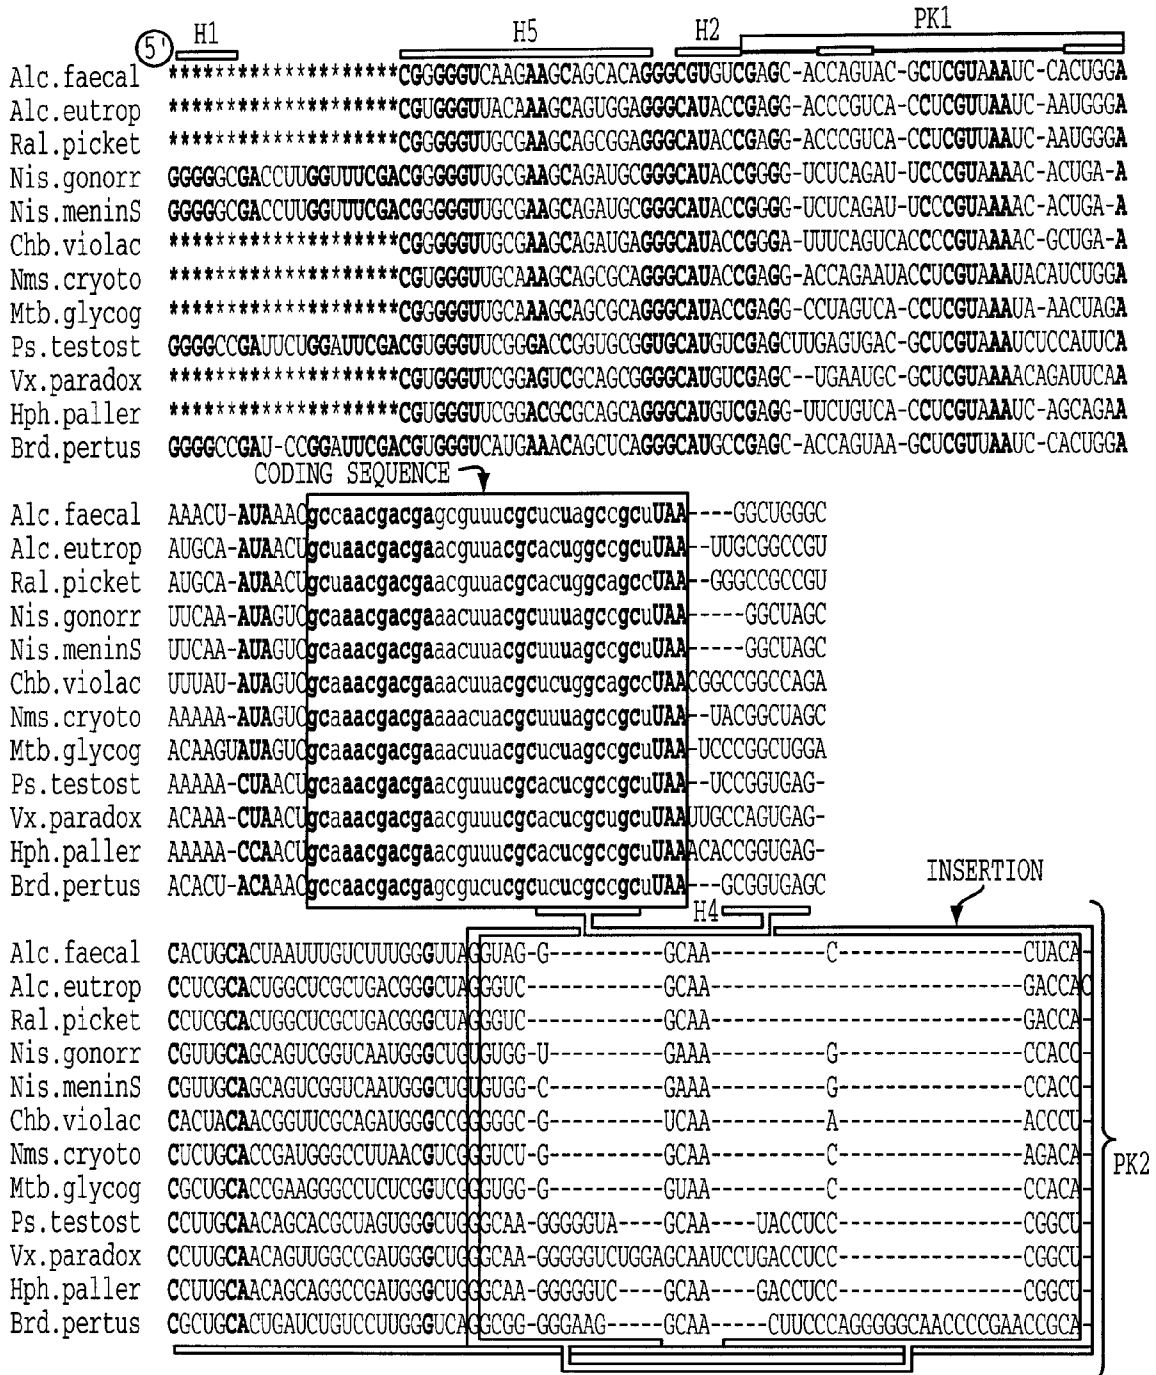 5' H1 H5 H2 PK1
Alc.faecal **********************CGGGGGUCAAGAAGCAGCACAGGGCGUGUCGAGC-ACCAGUAC-GCUCGUAAAUC-CACUGGA
Alc.eutrop **********************CGUGGGUUACAAAGCAGUGGAGGGCAUACCGAGG-ACCCGUCA-CCUCGUUAAUC-AAUGGGA
Ral.picket **********************CGGGGGUUGCGAAGCAGCGGAGGGCAUACCGAGG-ACCCGUCA-CCUCGUUAAUC-AAUGGGA
Nis.gonorr GGGGGCGACCUUGGUUUCGACGGGGGUUGCGAAGCAGAUGCGGGCAUACCGGGG-UCUCAGAU-UCCCGUAAAAC-ACUGA-A
Nis.meninS GGGGGCGACCUUGGUUUCGACGGGGGUUGCGAAGCAGAUGCGGGCAUACCGGGG-UCUCAGAU-UCCCGUAAAAC-ACUGA-A
Chb.violac **********************CGGGGGUUGCGAAGCAGAUGAGGGCAUACCGGGA-UUUCAGUCACCCCGUAAAAC-GCUGA-A
Nms.cryoto **********************CGUGGGUUGCAAAGCAGCGCAGGGCAUACCGAGG-ACCAGAAUACCUCGUAAAUACAUCUGGA
Mtb.glycog **********************CGGGGGUUGCAAAGCAGCGCAGGGCAUACCGAGG-CCUAGUCA-CCUCGUAAAUA-AACUAGA
Ps.testost GGGGCCGAUUCUGGAUUCGACGUGGGUUCGGGACCGGUGCGGUGCAUGUCGAGCUUGAGUGAC-GCUCGUAAAUCUCCAUUCA
Vx.paradox **********************CGUGGGUUCGGAGUCGCAGCGGGGCAUGUCGAGC--UGAAUGC-GCUCGUAAAACAGAUUCAA
Hph.paller **********************CGUGGGUUCGGACGCGCAGCAGGGCAUGUCGAGG-UUCUGUCA-CCUCGUAAAUC-AGCAGAA
Brd.pertus GGGGCCGAU-CCGGAUUCGACGUGGGUCAUGAAACAGCUCAGGGCAUGCCGAGC-ACCAGUAA-GCUCGUUAAUC-CACUGGA
CODING SEQUENCE
Alc.faecal AAACU-AUAAACgccaacgacgagcguuucgcucuagccgcuUAA----GGCUGGGC
Alc.eutrop AUGCA-AUAACUgcuaacgacgaacguuacgcacuggccgcuUAA--UUGCGGCCGU
Ral.picket AUGCA-AUAACUgcuaacgacgaacguuacgcacuggcagccUAA--GGGCCGCCGU
Nis.gonorr UUCAA-AUAGUCgcaaacgacgaaacuuacgcuuuagccgcuUAA-----GGCUAGC
Nis.meninS UUCAA-AUAGUCgcaaacgacgaaacuuacgcuuuagccgcuUAA-----GGCUAGC
Chb.violac UUUAU-AUAGUCgcaaacgacgaaacuuacgcucuggcagccUAACGGCCGGCCAGA
Nms.cryoto AAAAA-AUAGUCgcaaacgacgaaaacuacgcuuuagccgcuUAA--UACGGCUAGC
Mtb.glycog ACAAGUAUAGUCgcaaacgacgaaacuuacgcucuagccgcuUAA-UCCCGGCUGGA
Ps.testost AAAAA-CUAACUgcaaacgacgaacguuucgcacucgccgcuUAA--UUCCGGUGAG-
Vx.paradox ACAAA-CUAACUgcaaacgacgaacguuucgcacucgcugcuUAAUUGCCAGUGAG-
Hph.paller AAAAA-CCAACUgcaaacgacgaacguuucgcacucgccgcuUAAACACCGGUGAG-
Brd.pertus ACACU-ACAAACgccaacgacgagcgucucgcucucgccgcuUAA---GCGGUGAGC
H4 INSERTION
Alc.faecal CACUGCACUAAUUUGUCUUUGGGUUAGGUAG-G---------GCAA---------C--------------CUACA-
Alc.eutrop CCUCGCACUGGCUCGCUGACGGGCUAGGGUC-----------GCAA------------------------GACCAC
Ral.picket CCUCGCACUGGCUCGCUGACGGGCUAGGGUC-----------GCAA------------------------GACCA-
Nis.gonorr CGUUGCAGCAGUCGGUCAAUGGGCUGUGUGG-U---------GAAA---------G--------------CCACC-
Nis.meninS CGUUGCAGCAGUCGGUCAAUGGGCUGUGUGG-C---------GAAA---------G--------------CCACC-
Chb.violac CACUACAACGGUUCGCAGAUGGGCCGGGGGC-G---------UCAA---------A--------------ACCCU-
Nms.cryoto CUCUGCACCGAUGGGCCUUAACGUCGGGUCU-G---------GCAA---------C--------------AGACA-
Mtb.glycog CGCUGCACCGAAGGGCCUCUCGGUCGGGUGG-G---------GUAA---------C--------------CCACA-
Ps.testost CCUUGCAACAGCACGCUAGUGGGCUGGGCAA-GGGGGUA----GCAA----UACCUCC--------------CGGCU-
Vx.paradox CCUUGCAACAGUUGGCCGAUGGGCUGGGCAA-GGGGGUCUGGAGCAAUCCUGACCUCC--------------CGGCU-
Hph.paller CCUUGCAACAGCAGGCCGAUGGGCUGGGCAA-GGGGGUC----GCAA----GACCUCC--------------CGGCU-
Brd.pertus CGCUGCACUGAUCUGUCCUUGGGUCAGGCGG-GGGAAG-----GCAA-----CUUCCCAGGGGGCAACCCCGAACCGCA-
PK2